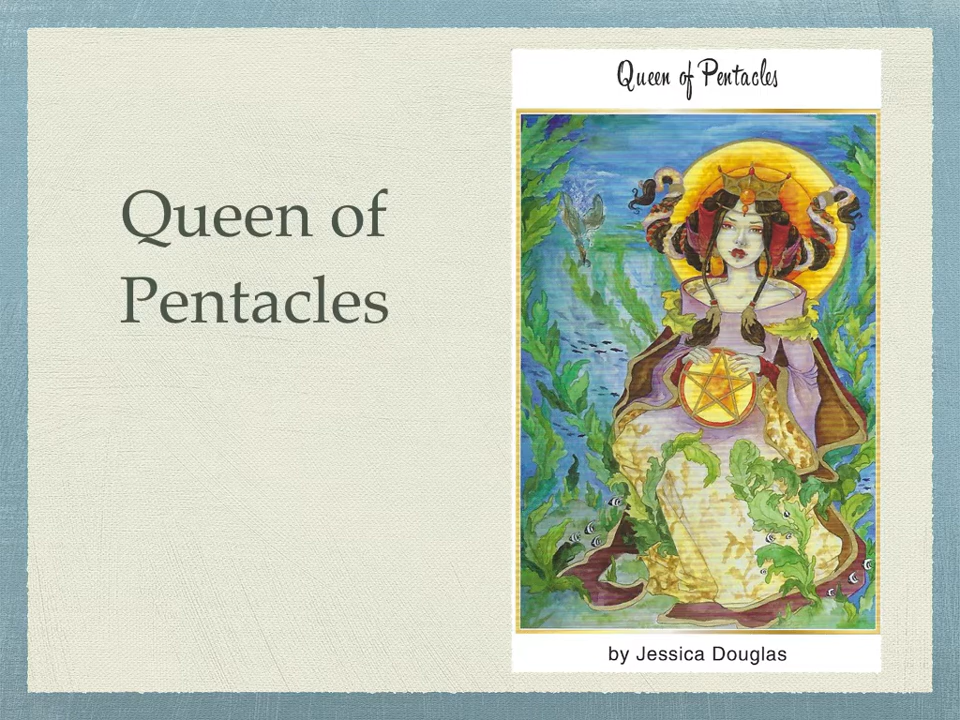 Queen of
Pentacles
Queen of Pentacles
by Jessica Douglas